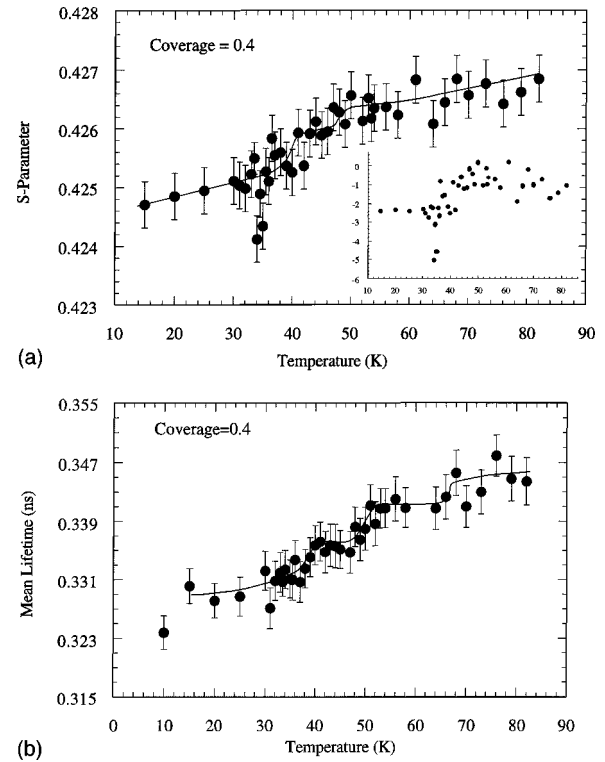 0.428
0.427
0.426
0.425
0.424
0.423
S-Parameter
Coverage = 0.4
0
-1
-2
-3
-4
-5
-6
10 20 30 40 50 60 70 80
10 20 30 40 50 60 70 80 90
(a)
Temperature (K)
0.355
0.347
0.339
0.331
0.323
0.315
Mean Lifetime (ns)
Coverage=0.4
0 10 20 30 40 50 60 70 80 90
(b)
Temperature (K)